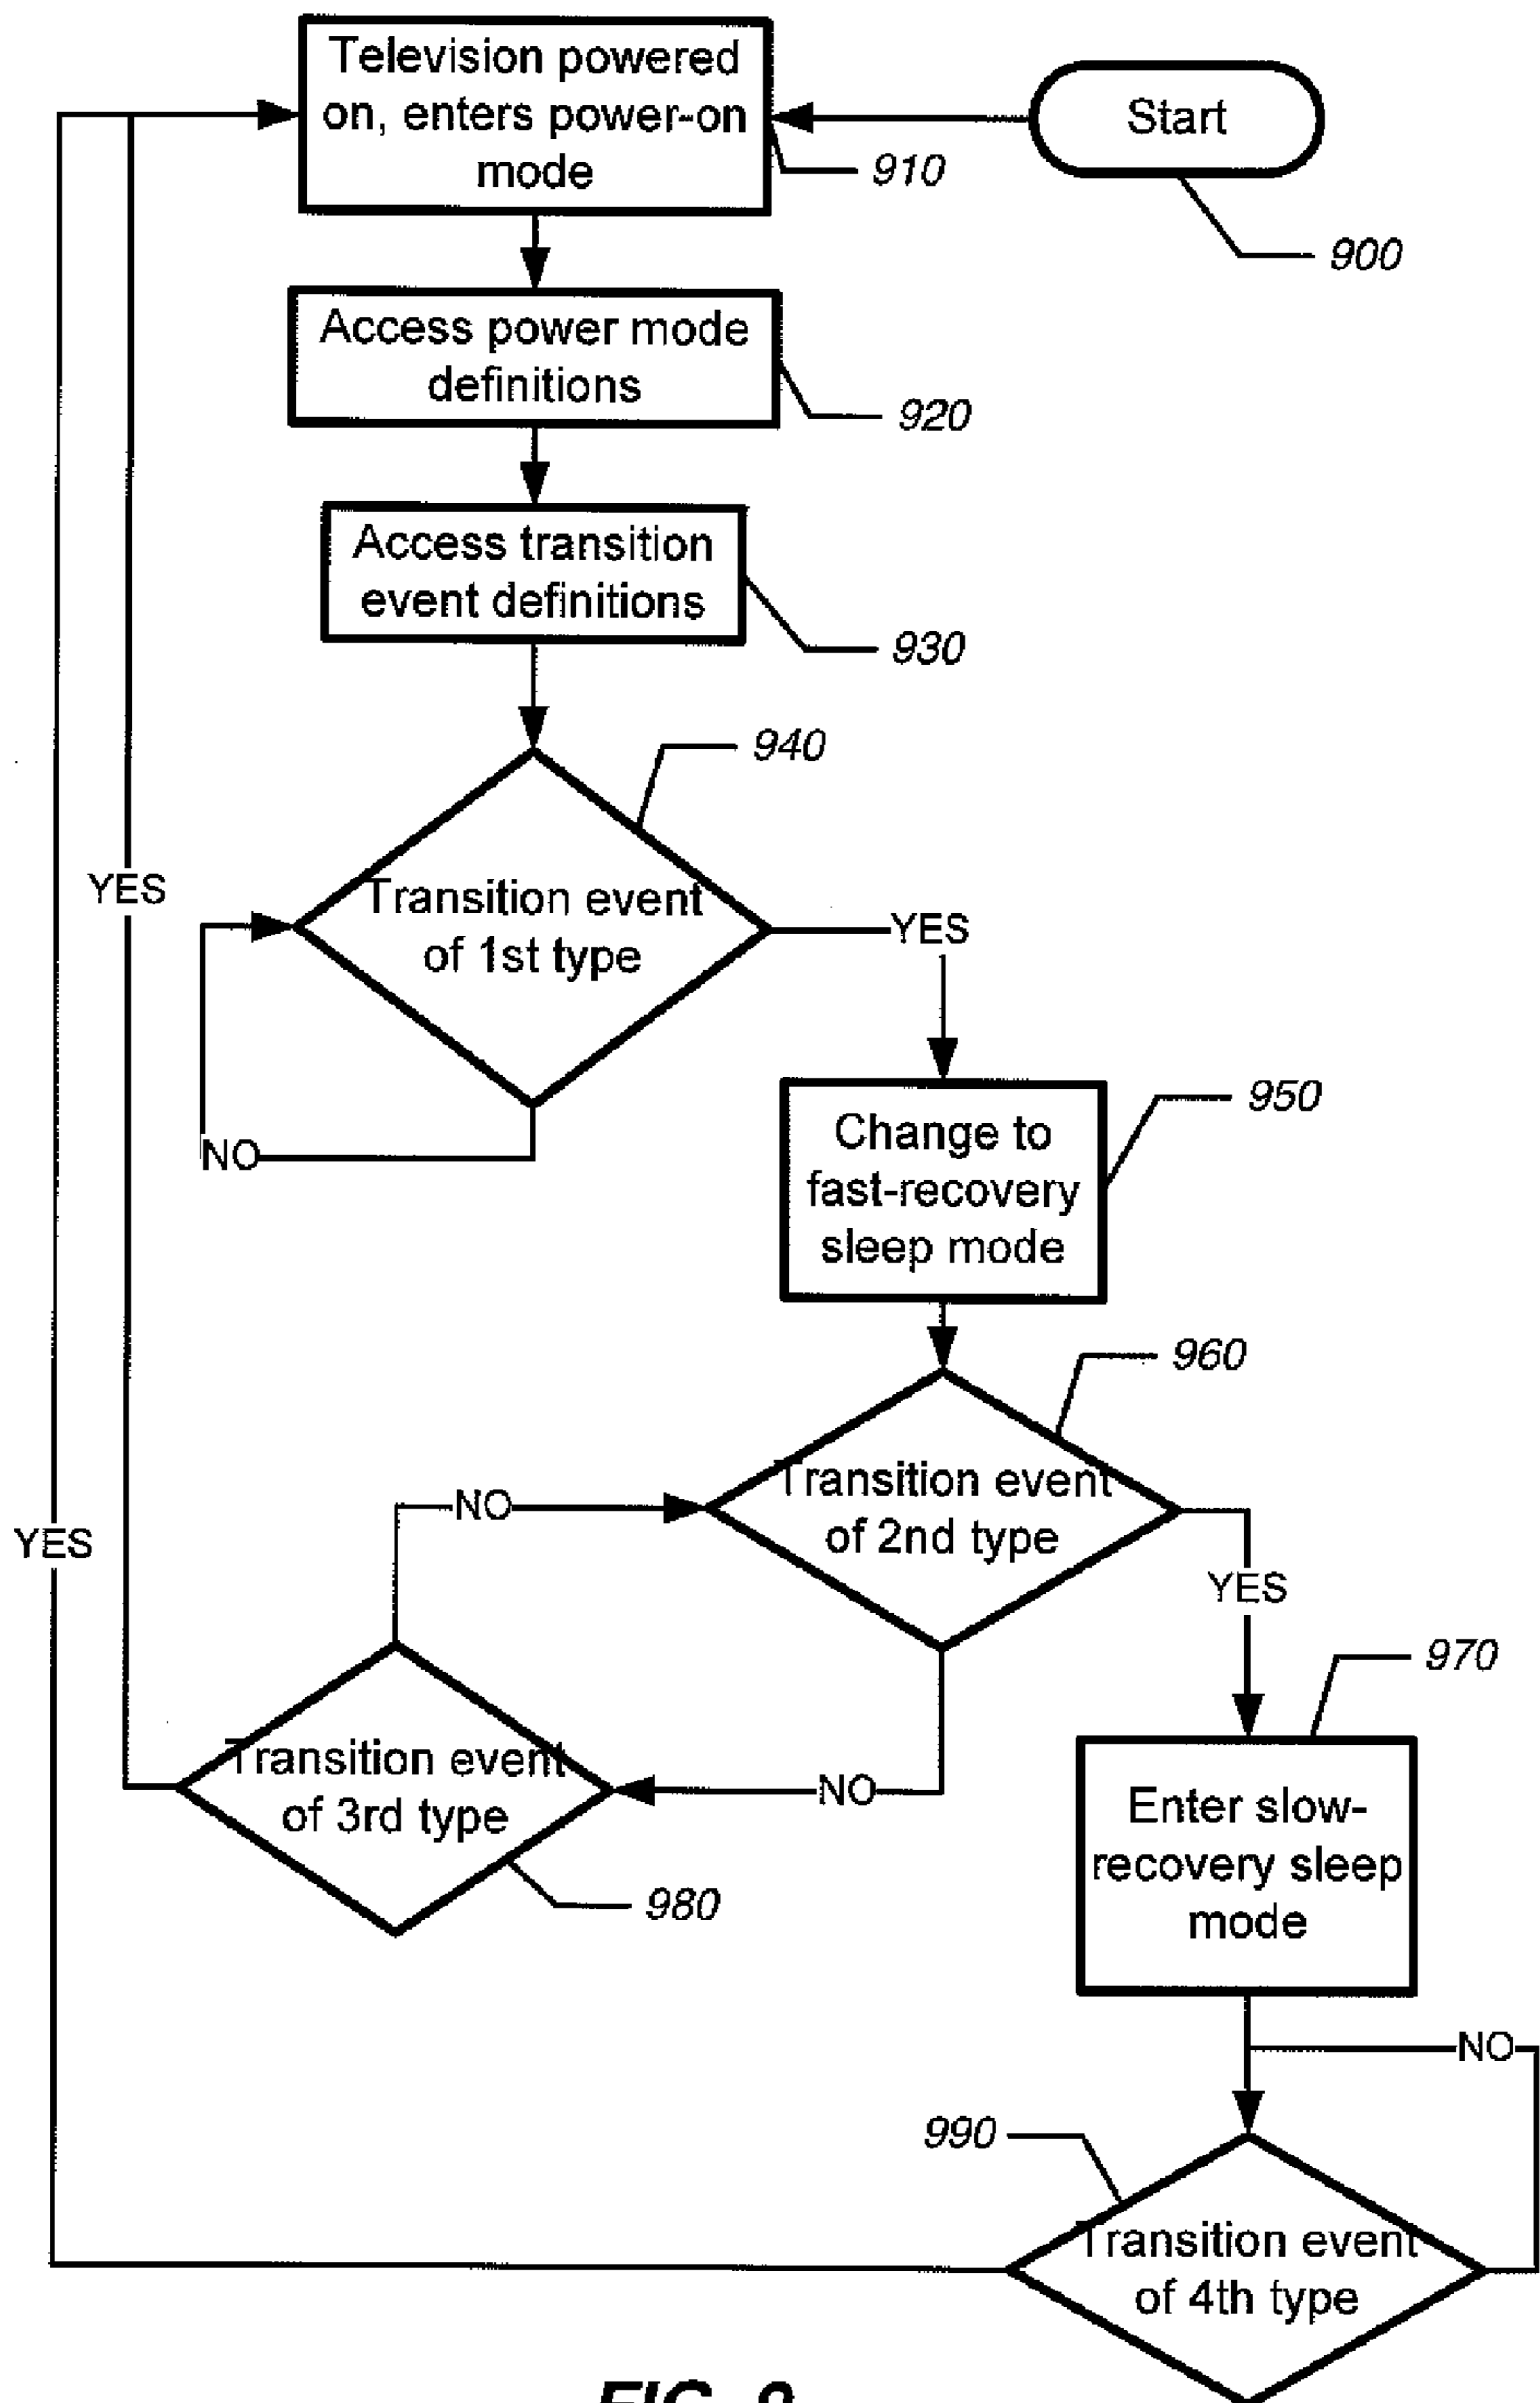 Television powered
on, enters power-on
mode
910
Start
900
Access power mode
definitions
920
Access transition
event definitions
930
940
Transition event
of 1st type
YES
YES
NO
Change to
fast-recovery
sleep mode
950
960
Transition event
of 2nd type
NO
YES
YES
NO
Transition event
of 3rd type
980
970
Enter slow-
recovery sleep
mode
NO
990
Transition event
of 4th type